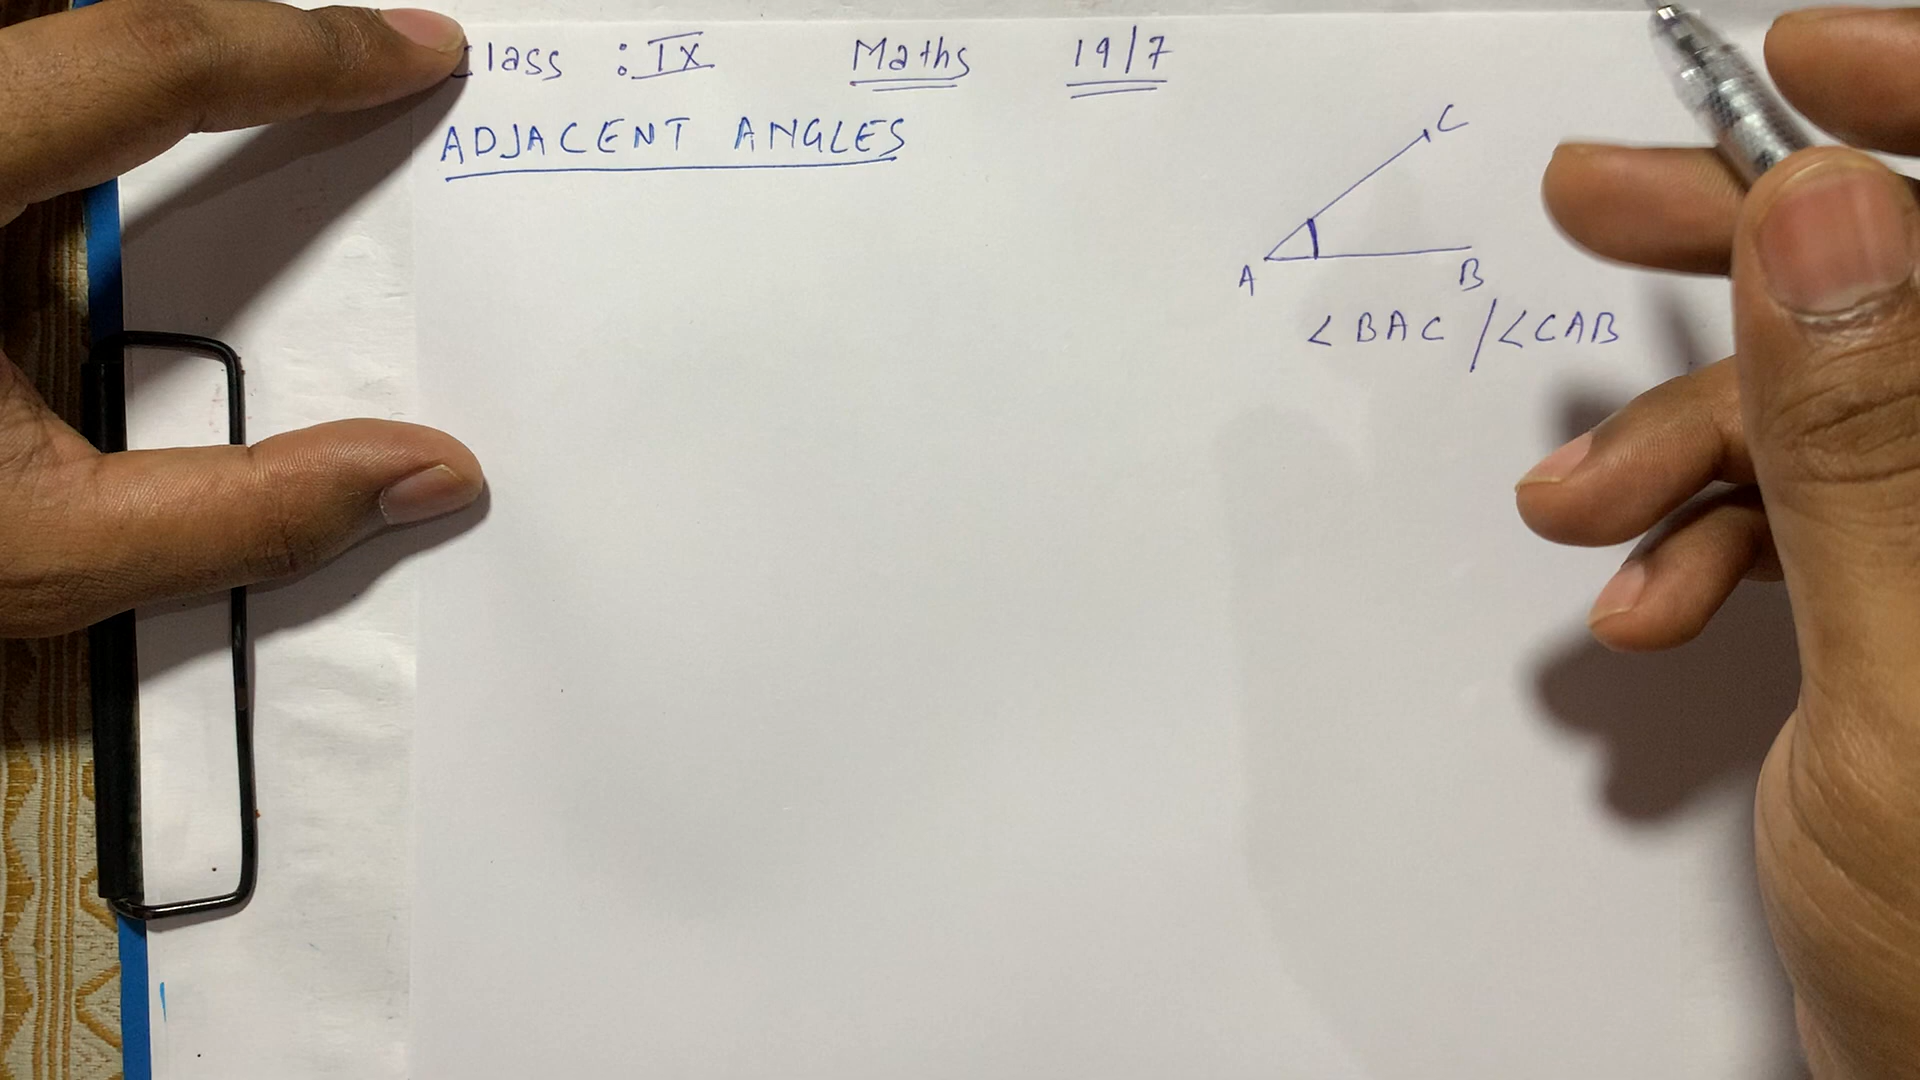 Class : IX Maths 19/7
ADJACENT ANGLES
C
A B
∠BAC / ∠CAB